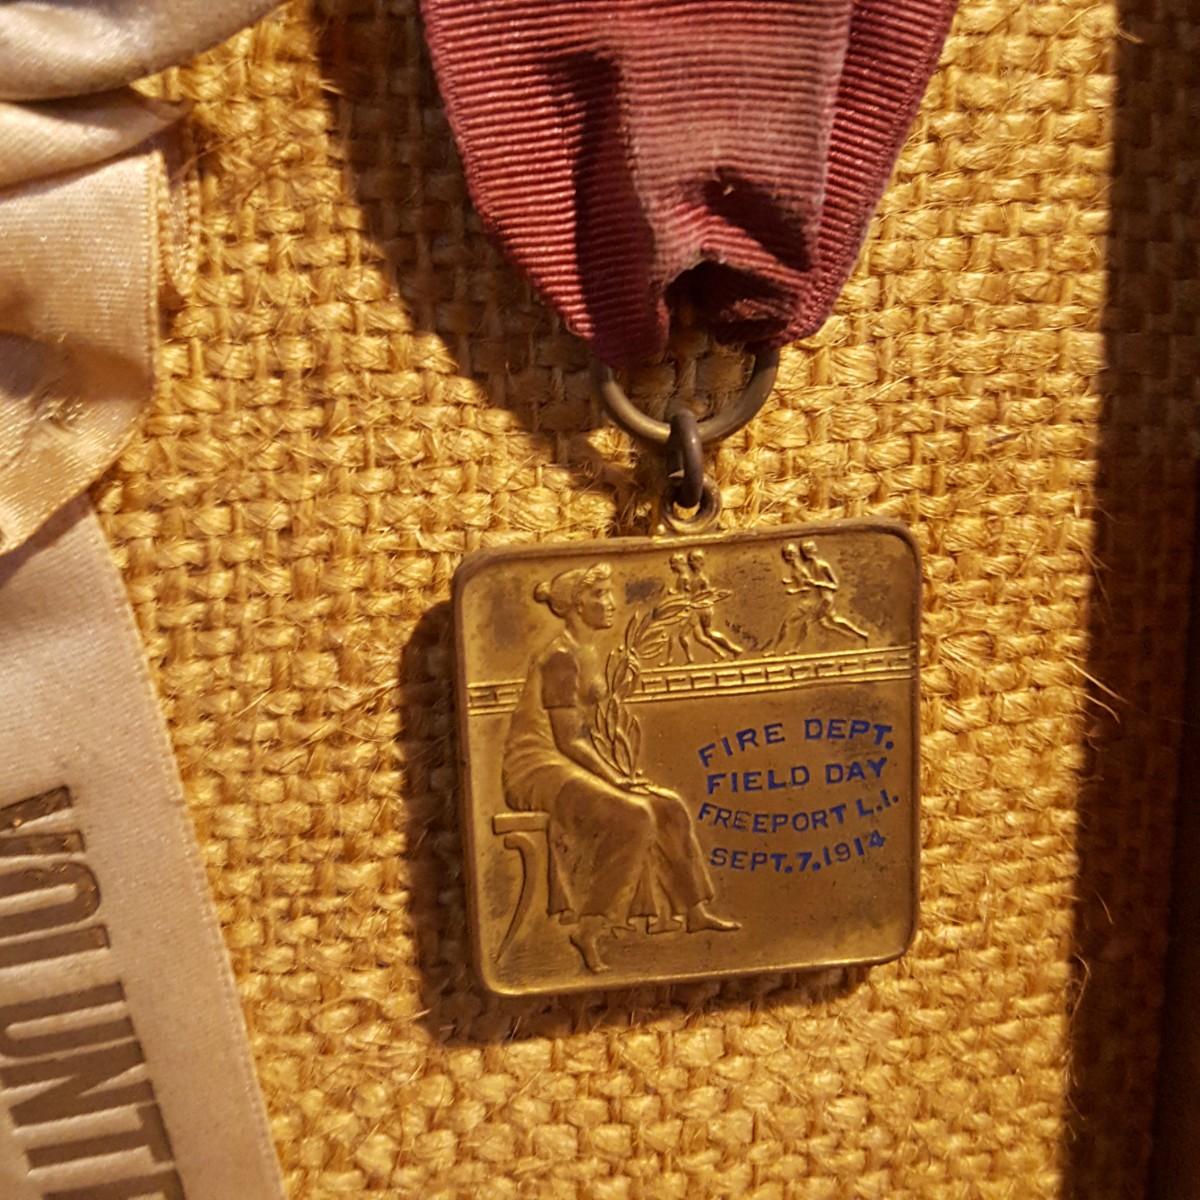 FIRE DEPT.
FIELD DAY
FREEPORT L.I.
SEPT.7.1914